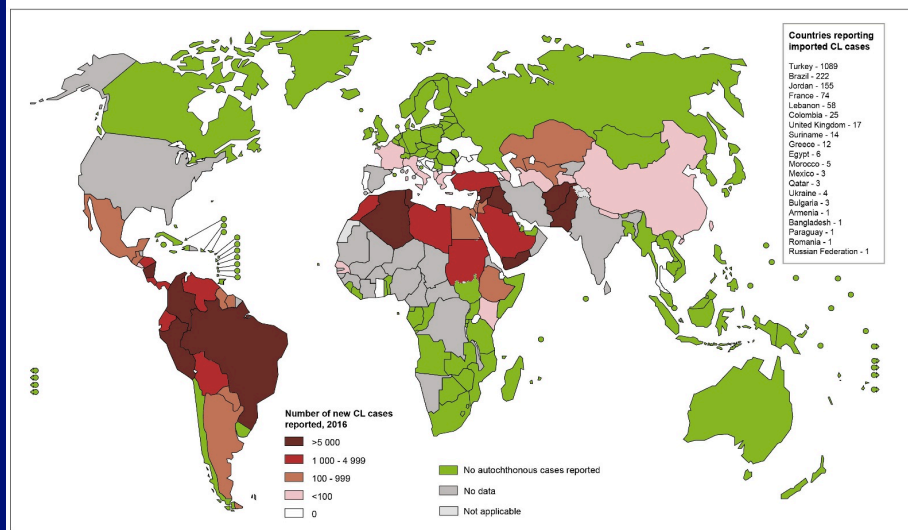 Countries reporting
imported CL cases
Turkey - 1089
Brazil - 222
Jordan - 155
France - 74
Lebanon - 58
Colombia - 25
United Kingdom - 17
Suriname - 14
Greece - 12
Egypt - 6
Morocco - 5
Mexico - 3
Qatar - 3
Ukraine - 4
Bulgaria - 3
Armenia - 1
Bangladesh - 1
Paraguay - 1
Romania - 1
Russian Federation - 1
Number of new CL cases
reported, 2016
>5 000
1 000 - 4 999
100 - 999
<100
0
No autochthonous cases reported
No data
Not applicable